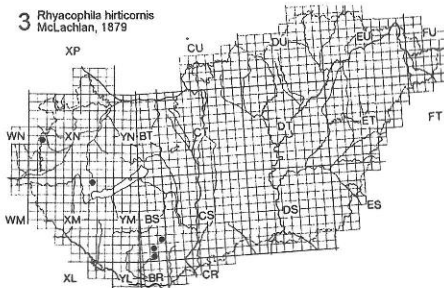 3 Rhyacophila hirticornis
McLachlan, 1879
XP CU DU EU FU
WN XN YN BT CT DT ET FT
WM XM YM BS CS DS ES
XL YL BR CR